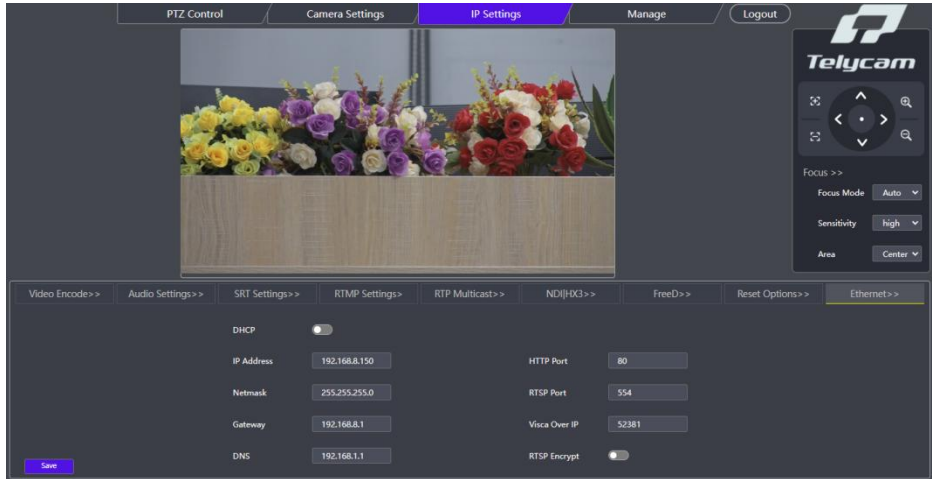 PTZ Control Camera Settings IP Settings Manage Logout
Telycam
Focus >>
Focus Mode Auto
Sensitivity high
Area Center
Video Encode>> Audio Settings>> SRT Settings>> RTMP Settings> RTP Multicast>> NDI|HX3>> FreeD>> Reset Options>> Ethernet>>
DHCP
IP Address 192.168.8.150 HTTP Port 80
Netmask 255.255.255.0 RTSP Port 554
Gateway 192.168.8.1 Visca Over IP 52381
DNS 192.168.1.1 RTSP Encrypt
Save